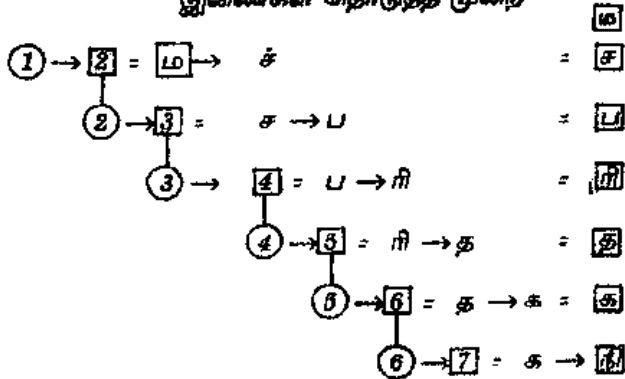 ம
1 → 2 = ம → ச் = ச
2 → 3 = ச → ப = ப
3 → 4 = ப → ரி = ரி
4 → 5 = ரி → த = த
5 → 6 = த → க = க
6 → 7 = க → நி